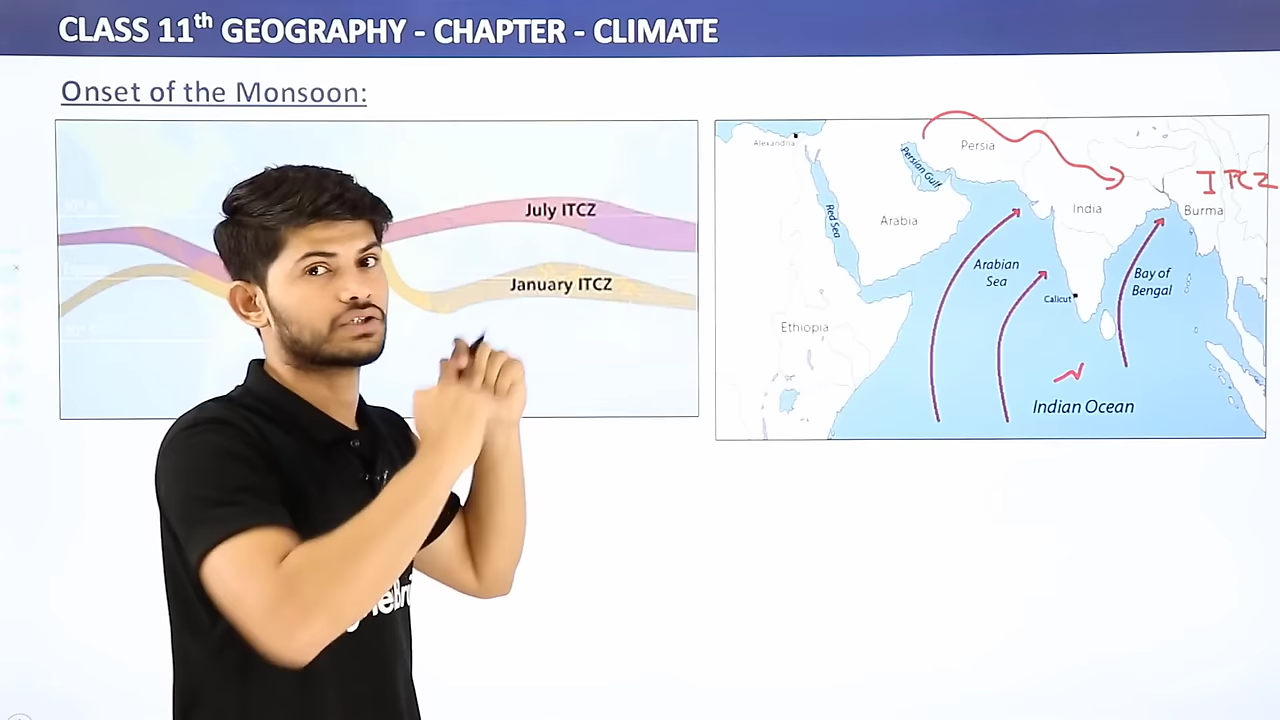 CLASS 11th GEOGRAPHY - CHAPTER - CLIMATE
Onset of the Monsoon:
July ITCZ
January ITCZ
Alexandria
Persia
Persian Gulf
ITCZ
Red Sea
Arabia
India
Burma
Arabian
Sea
Bay of
Bengal
Calicut
Ethiopia
Indian Ocean